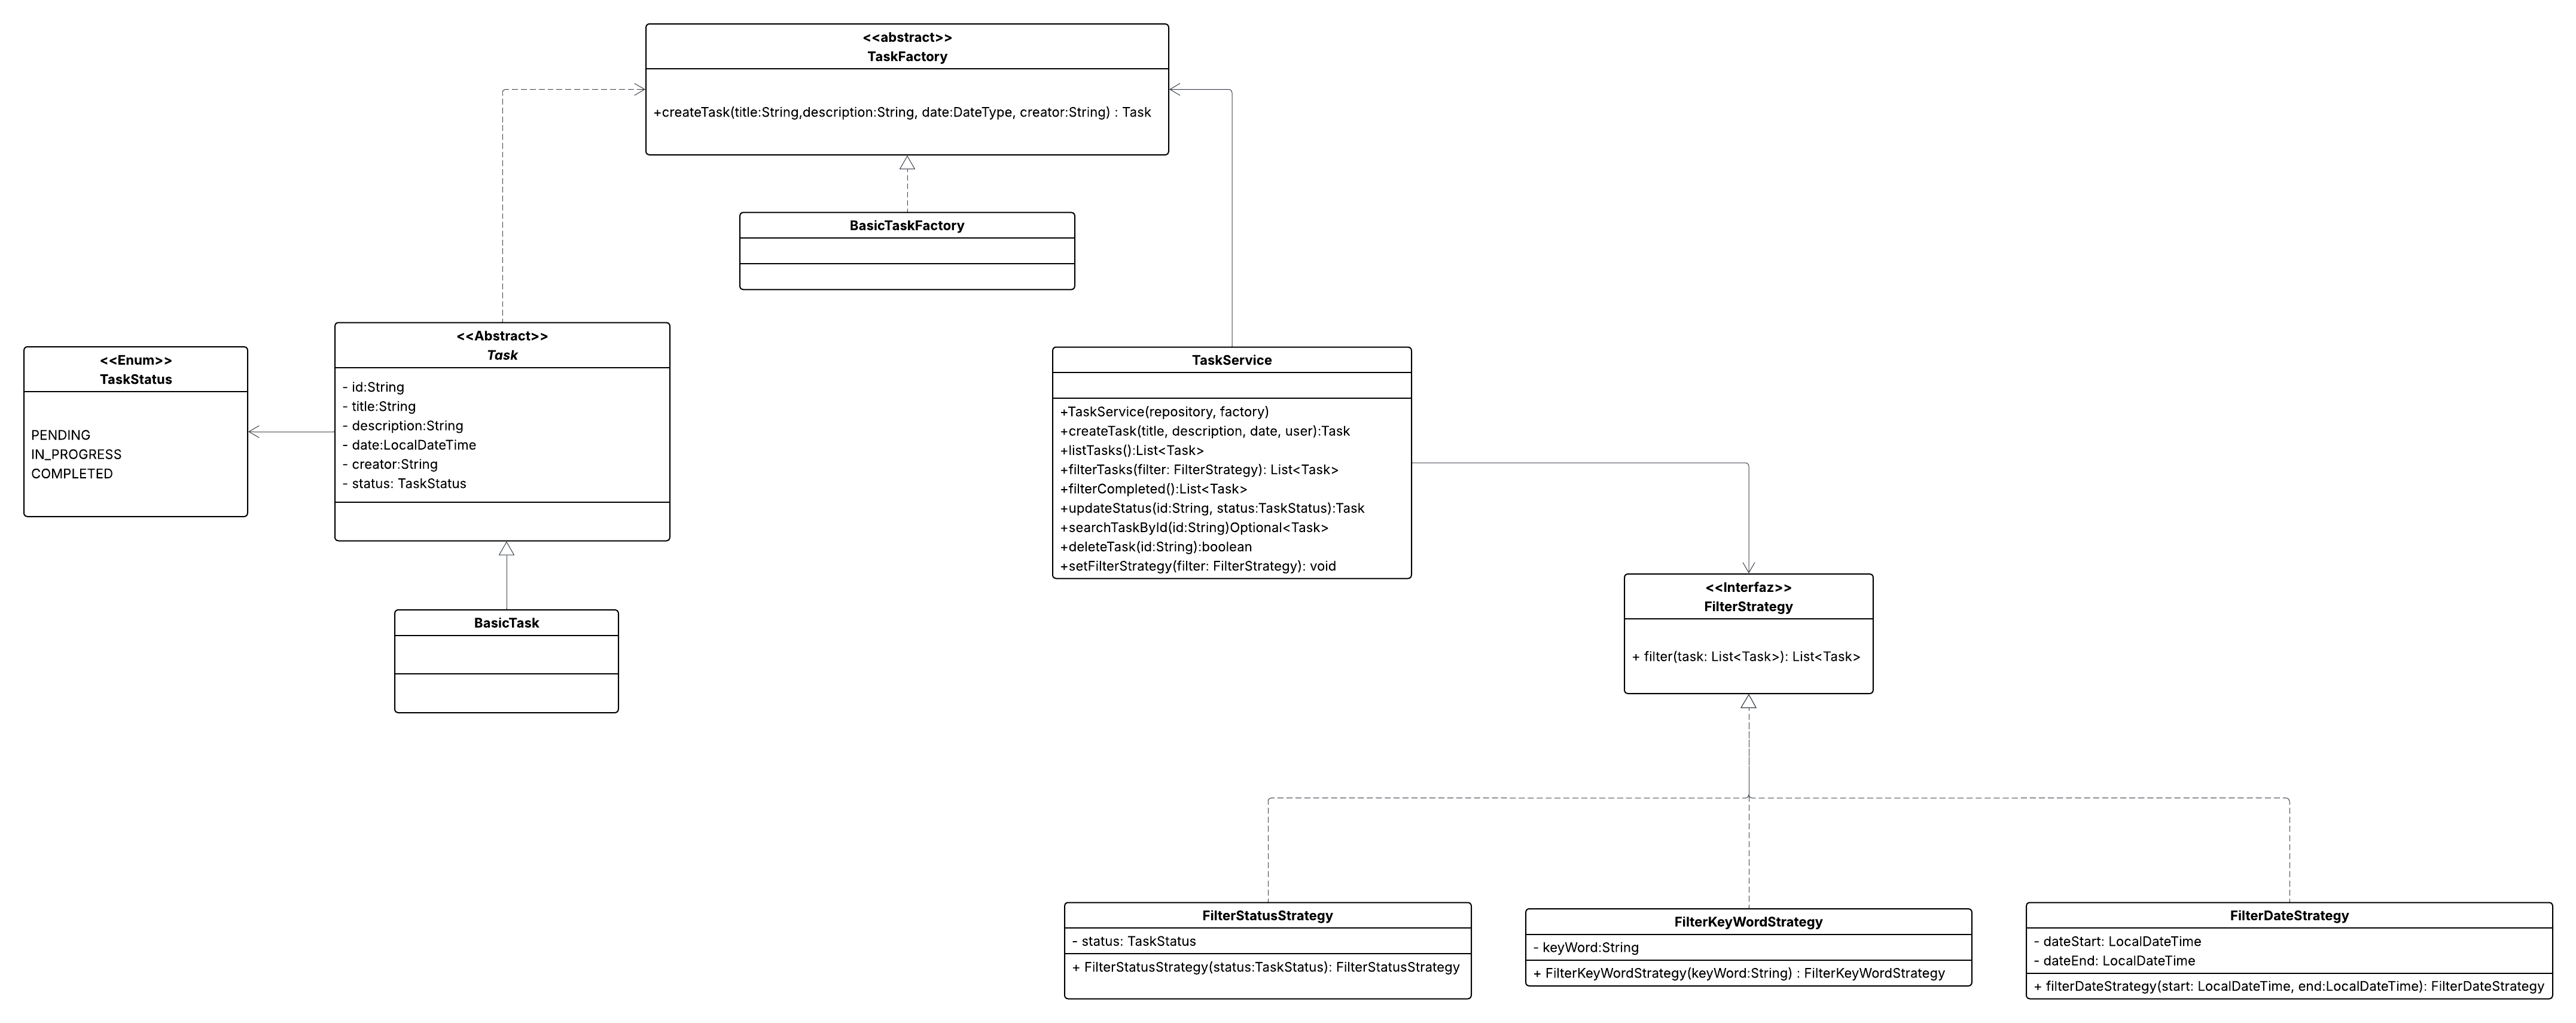 <<abstract>>
TaskFactory
+createTask(title:String,description:String, date:DateType, creator:String) : Task
BasicTaskFactory
<<Enum>>
TaskStatus
PENDING
IN_PROGRESS
COMPLETED
<<Abstract>>
Task
- id:String
- title:String
- description:String
- date:LocalDateTime
- creator:String
- status: TaskStatus
BasicTask
TaskService
+TaskService(repository, factory)
+createTask(title, description, date, user):Task
+listTasks():List<Task>
+filterTasks(filter: FilterStrategy): List<Task>
+filterCompleted():List<Task>
+updateStatus(id:String, status:TaskStatus):Task
+searchTaskById(id:String)Optional<Task>
+deleteTask(id:String):boolean
+setFilterStrategy(filter: FilterStrategy): void
<<Interfaz>>
FilterStrategy
+ filter(task: List<Task>): List<Task>
FilterStatusStrategy
- status: TaskStatus
+ FilterStatusStrategy(status:TaskStatus): FilterStatusStrategy
FilterKeyWordStrategy
- keyWord:String
+ FilterKeyWordStrategy(keyWord:String) : FilterKeyWordStrategy
FilterDateStrategy
- dateStart: LocalDateTime
- dateEnd: LocalDateTime
+ filterDateStrategy(start: LocalDateTime, end:LocalDateTime): FilterDateStrategy